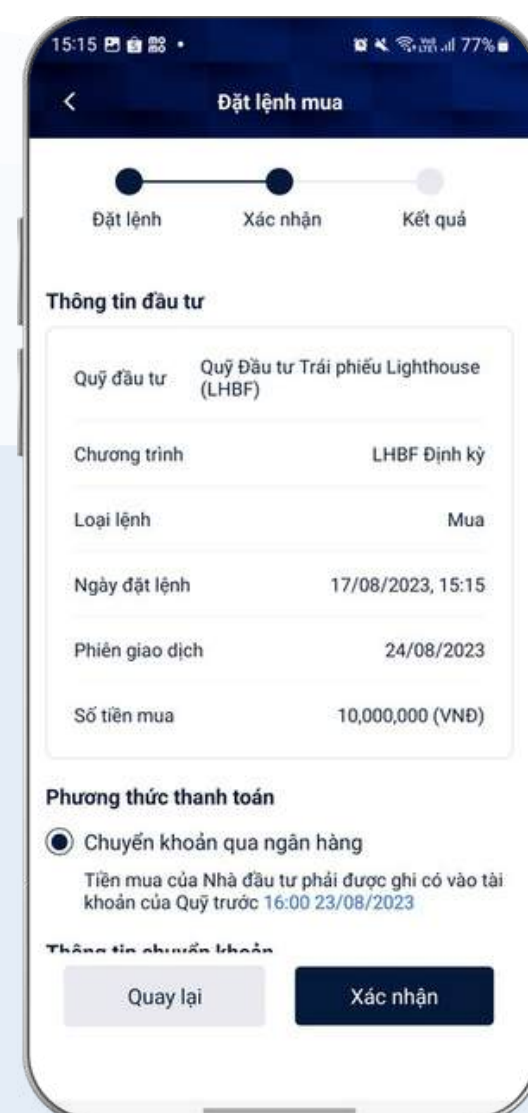 15:15
77%
Đặt lệnh mua
Đặt lệnh
Xác nhận
Kết quả
Thông tin đầu tư
Quỹ đầu tư
Quỹ Đầu tư Trái phiếu Lighthouse
(LHBF)
Chương trình
LHBF Định kỳ
Loại lệnh
Mua
Ngày đặt lệnh
17/08/2023, 15:15
Phiên giao dịch
24/08/2023
Số tiền mua
10,000,000 (VNĐ)
Phương thức thanh toán
Chuyển khoản qua ngân hàng
Tiền mua của Nhà đầu tư phải được ghi có vào tài
khoản của Quỹ trước 16:00 23/08/2023
Thông tin chuyển khoản
Quay lại
Xác nhận